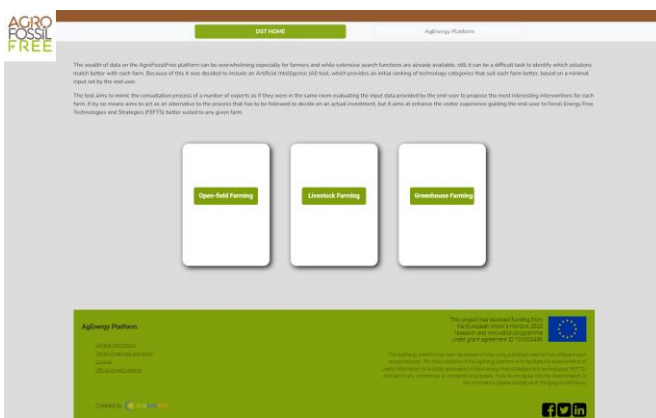 AGRO
FOSSIL
FREE
DST HOME
AgEnergy Platform
The wealth of data on the AgroFossilFree platform can be overwhelming especially for farmers and while extensive search functions are already available, still it can be a difficult task to identify which solutions
match better with each farm. Because of this it was decided to include an Artificial Intelligence (AI) tool, which provides an initial ranking of technology categories that suit each farm better, based on a minimal
input set by the end-user.
The tool aims to mimic the consultation process of a number of experts as if they were in the same room evaluating the input data provided by the end-user to propose the most interesting interventions for each
farm. It by no means aims to act as an alternative to the process that has to be followed to decide on an actual investment, but it aims at enhance the visitor experience guiding the end-user to Fossil Energy Free
Technologies and Strategies (FEFTS) better suited to any given farm.
Open-field Farming
Livestock Farming
Greenhouse Farming
AgEnergy Platform
General Information
Cookies
This project has received funding from
the European Union's Horizon 2020
research and innovation programme
under grant agreement ID 101000496
Created by